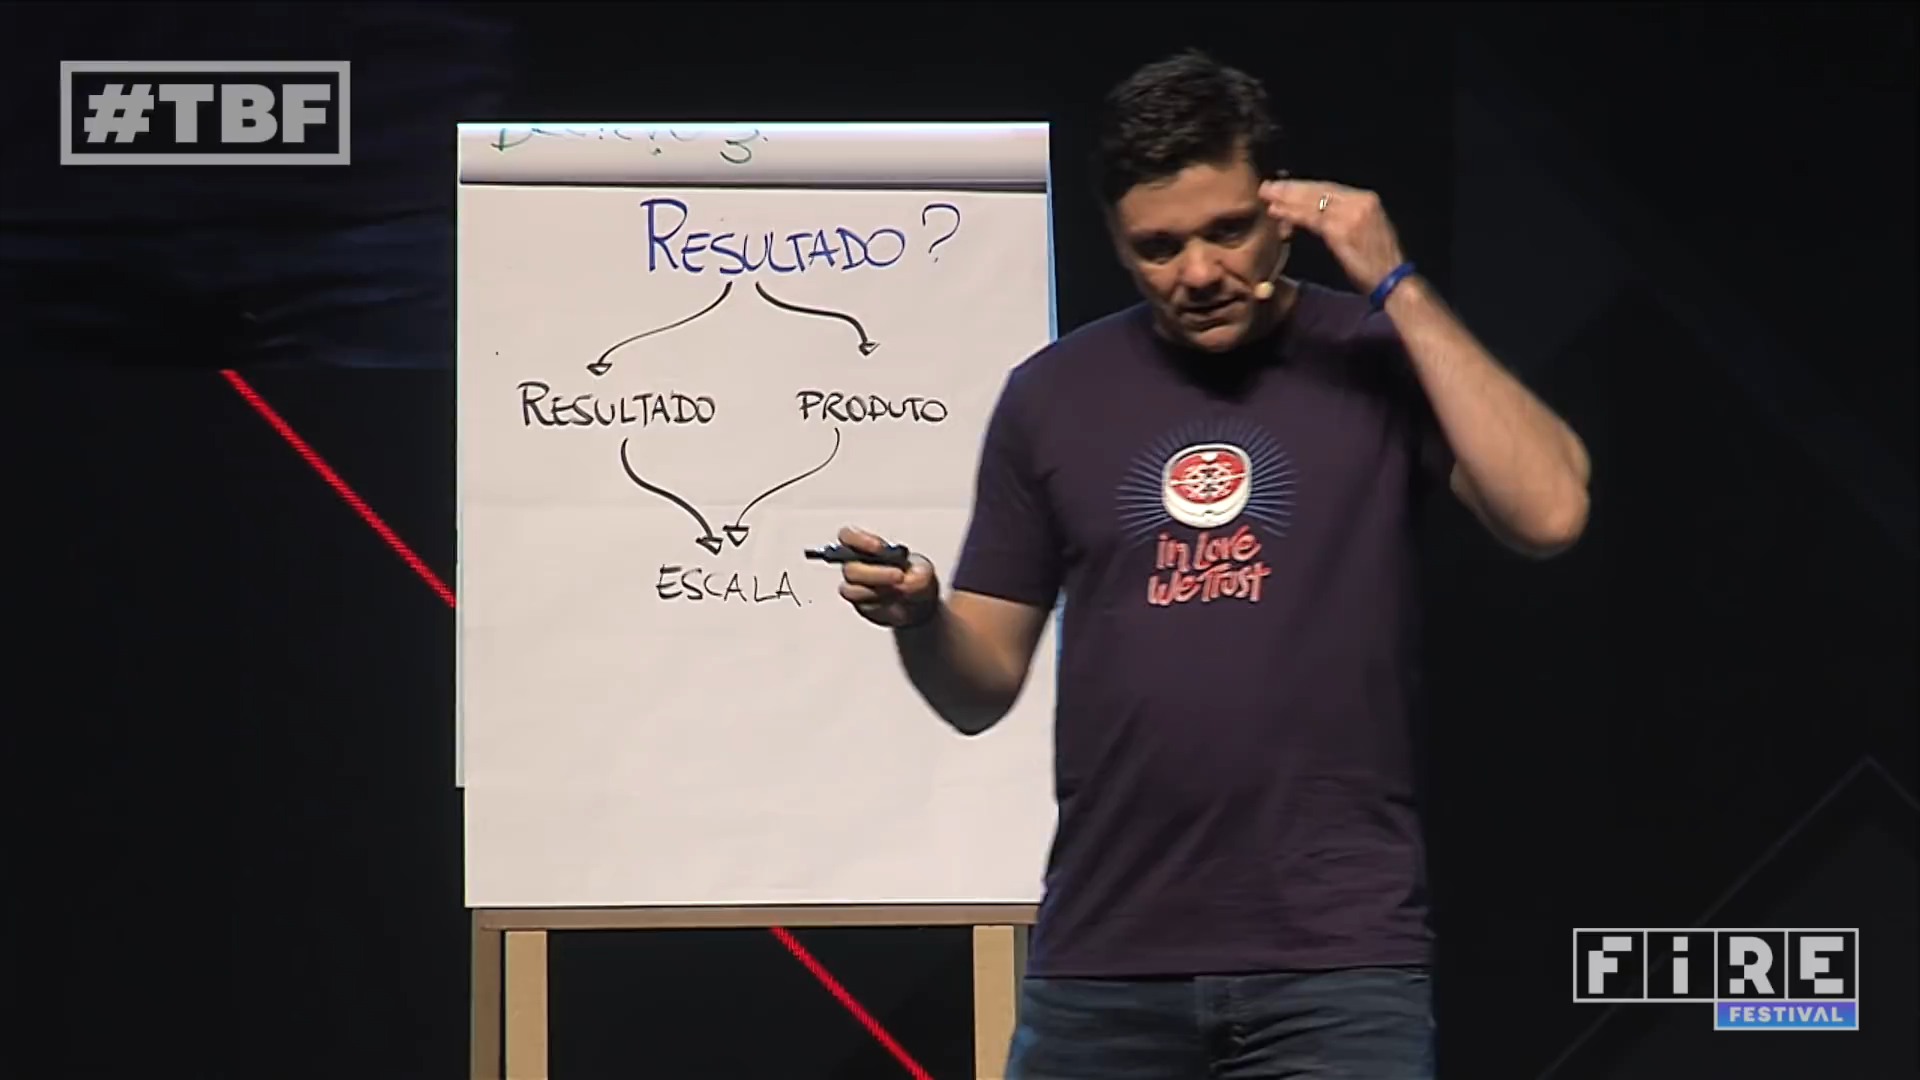 #TBF
RESULTADO?
RESULTADO PRODUTO
ESCALA.
in Love
We Trust
FiRE
FESTIVAL